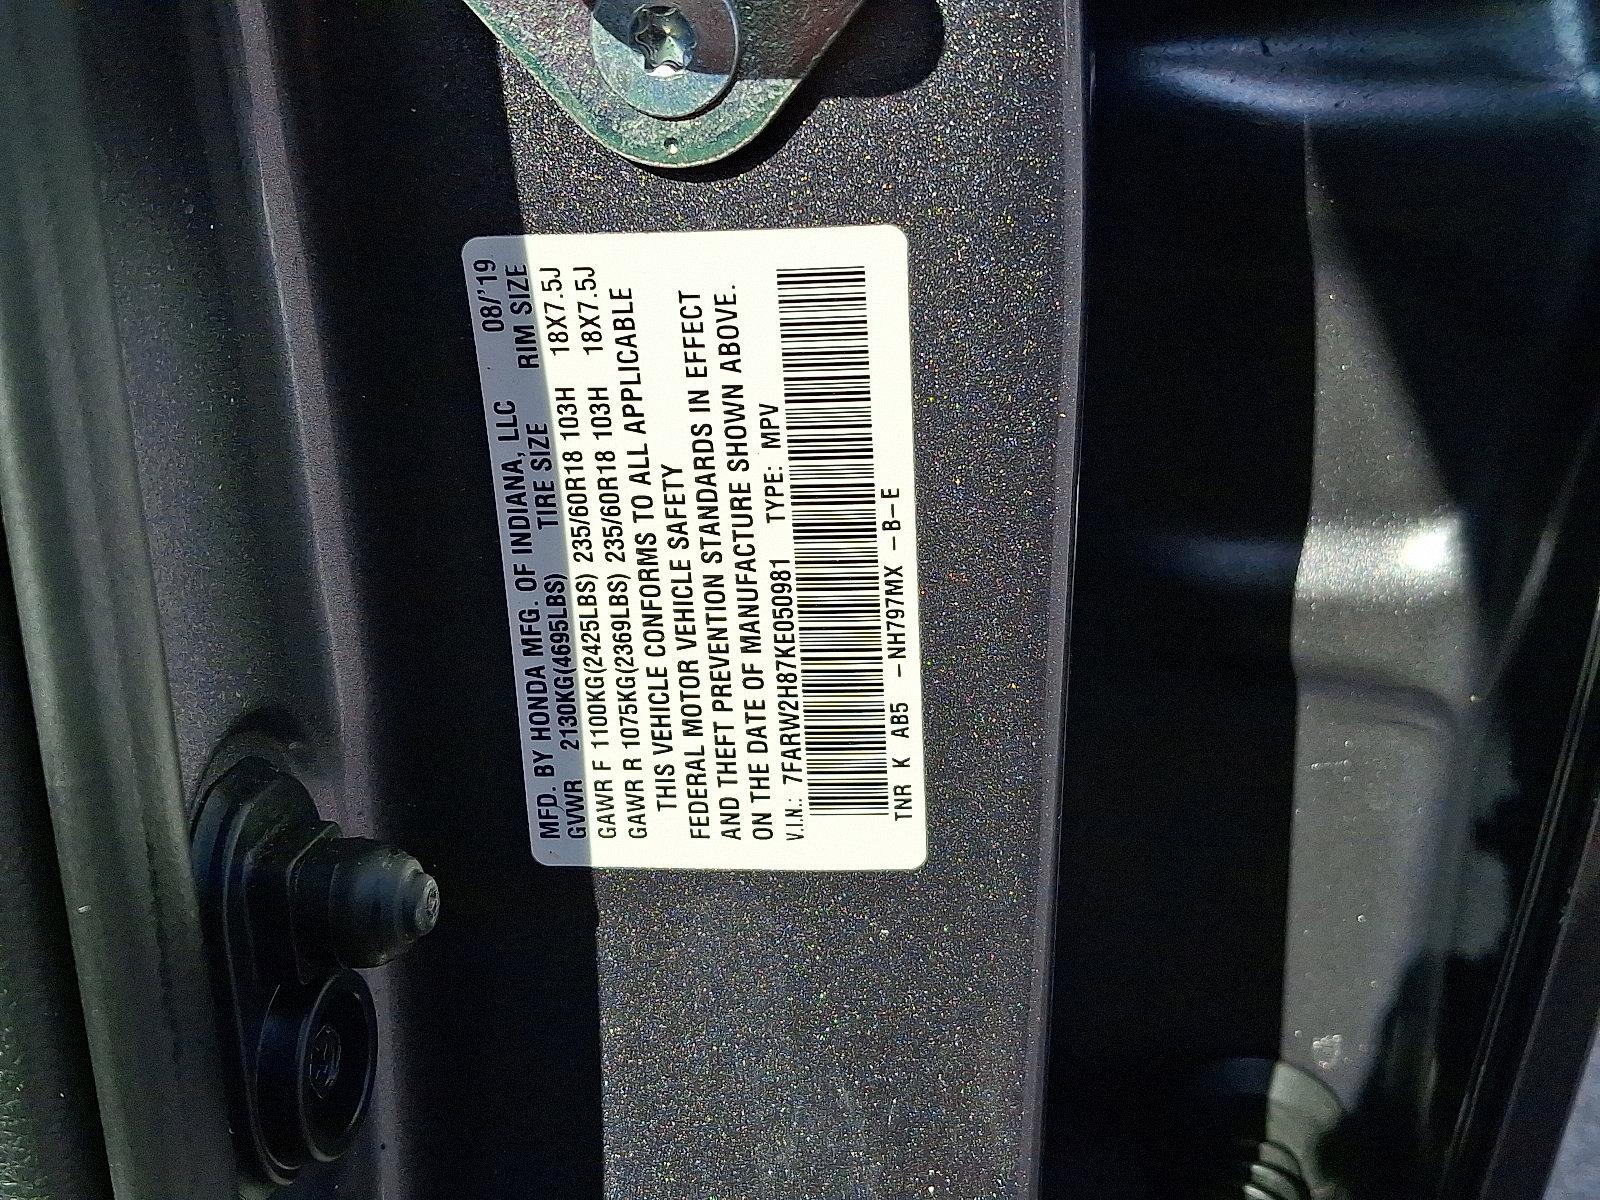 MFD. BY HONDA MFG. OF INDIANA, LLC 08/'19
GVWR 2130KG(4695LBS) TIRE SIZE RIM SIZE
GAWR F 1100KG(2425LBS) 235/60R18 103H 18X7.5J
GAWR R 1075KG(2369LBS) 235/60R18 103H 18X7.5J
THIS VEHICLE CONFORMS TO ALL APPLICABLE
FEDERAL MOTOR VEHICLE SAFETY
AND THEFT PREVENTION STANDARDS IN EFFECT
ON THE DATE OF MANUFACTURE SHOWN ABOVE.
V.I.N.: 7FARW2H87KE050981 TYPE: MPV
TNR K AB5 -NH797MX -B-E